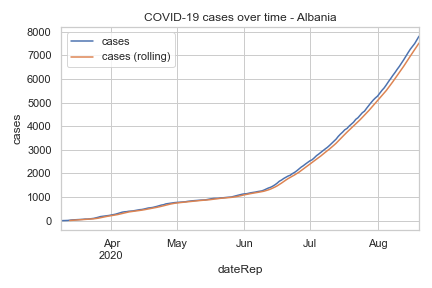 COVID-19 cases over time - Albania
cases
cases (rolling)
8000
7000
6000
5000
4000
3000
2000
1000
0
cases
Apr
2020
May
Jun
Jul
Aug
dateRep